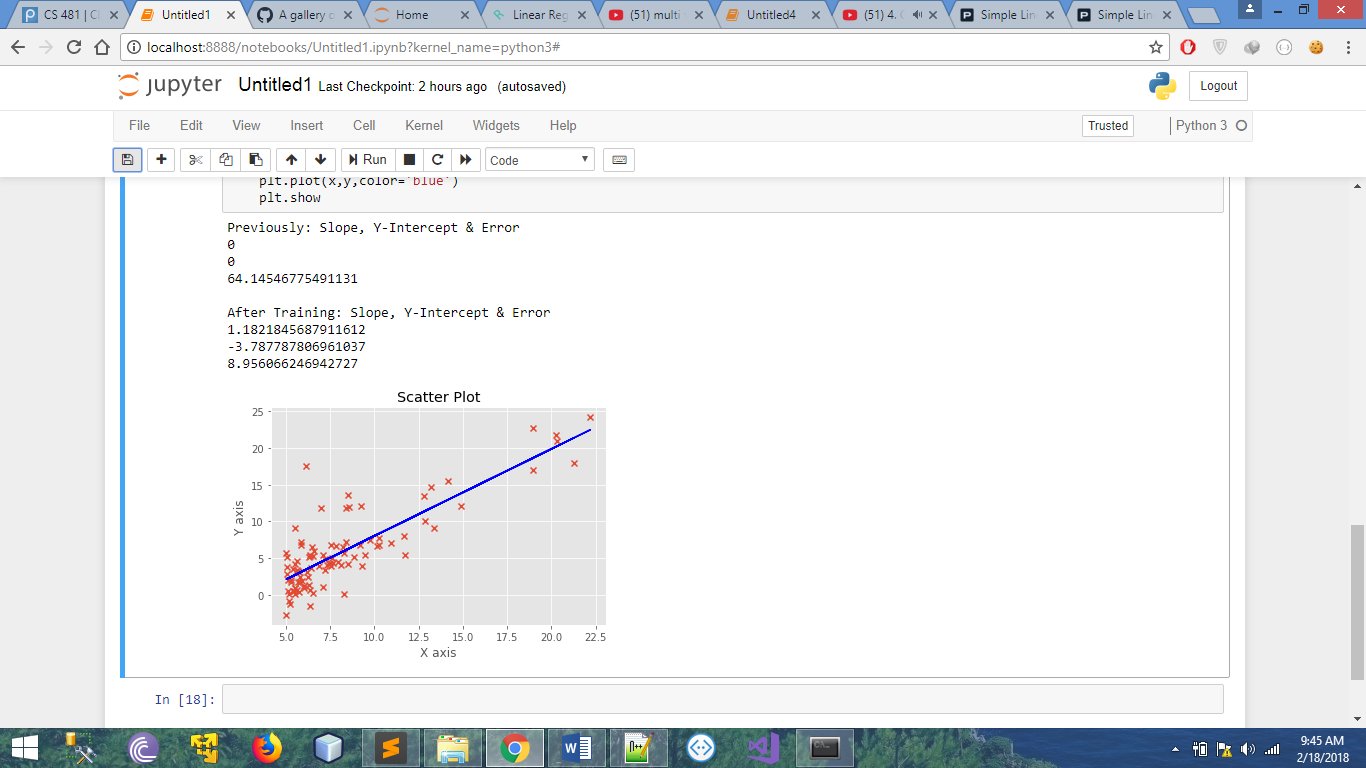 CS 481 | C
Untitled1
A gallery o
Home
Linear Reg
(51) multi
Untitled4
(51) 4. 
Simple Lin
Simple Lin
localhost:8888/notebooks/Untitled1.ipynb?kernel_name=python3#
jupyter Untitled1 Last Checkpoint: 2 hours ago (autosaved)
Logout
File Edit View Insert Cell Kernel Widgets Help
Trusted
Python 3
Run
Code
plt.plot(x,y,color='blue')
plt.show
Previously: Slope, Y-Intercept & Error
0
0
64.14546775491131
After Training: Slope, Y-Intercept & Error
1.1821845687911612
-3.787787806961037
8.956066246942727
Scatter Plot
25
20
15
10
5
0
Y axis
5.0 7.5 10.0 12.5 15.0 17.5 20.0 22.5
X axis
In [18]:
9:45 AM
2/18/2018